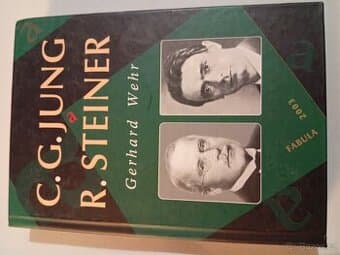 C. G. JUNG
a
R. STEINER
Gerhard Wehr
FABULA
2003